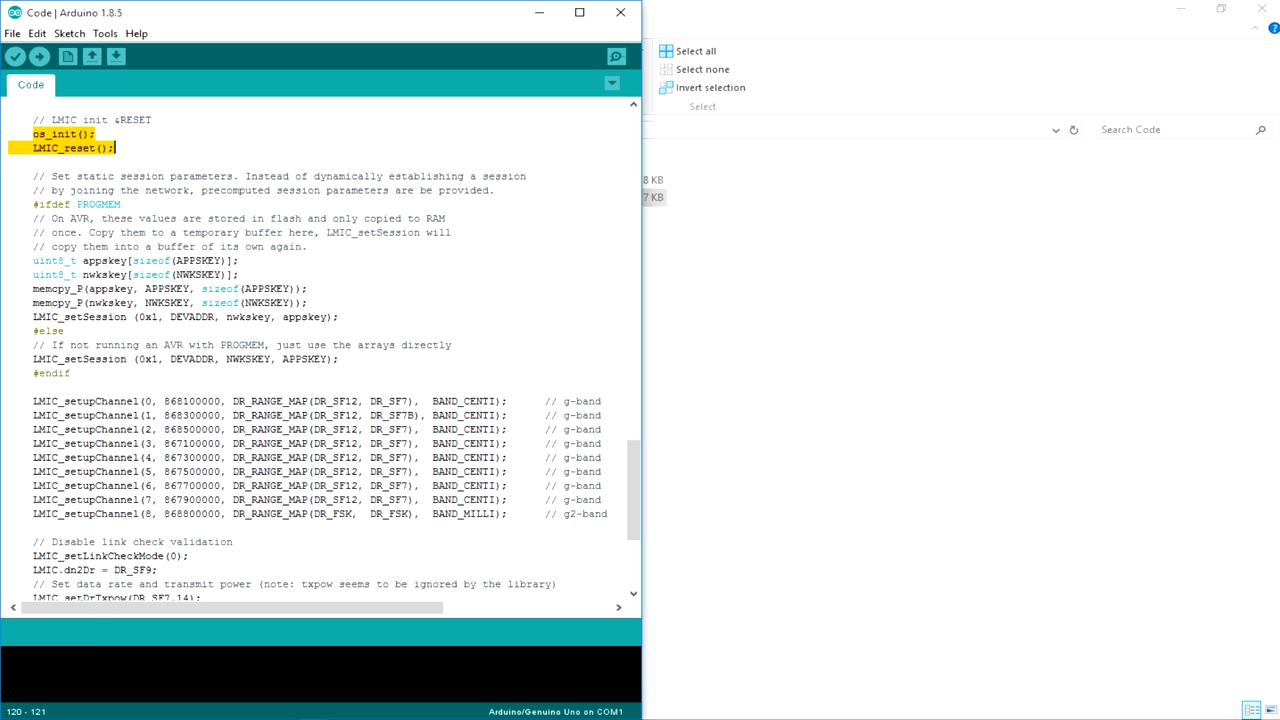 Code | Arduino 1.8.5
File Edit Sketch Tools Help
Code
// LMIC init &RESET
os_init();
LMIC_reset();
// Set static session parameters. Instead of dynamically establishing a session
// by joining the network, precomputed session parameters are be provided.
#ifdef PROGMEM
// On AVR, these values are stored in flash and only copied to RAM
// once. Copy them to a temporary buffer here, LMIC_setSession will
// copy them into a buffer of its own again.
uint8_t appskey[sizeof(APPSKEY)];
uint8_t nwkskey[sizeof(NWKSKEY)];
memcpy_P(appskey, APPSKEY, sizeof(APPSKEY));
memcpy_P(nwkskey, NWKSKEY, sizeof(NWKSKEY));
LMIC_setSession (0x1, DEVADDR, nwkskey, appskey);
#else
// If not running an AVR with PROGMEM, just use the arrays directly
LMIC_setSession (0x1, DEVADDR, NWKSKEY, APPSKEY);
#endif
LMIC_setupChannel(0, 868100000, DR_RANGE_MAP(DR_SF12, DR_SF7), BAND_CENTI); // g-band
LMIC_setupChannel(1, 868300000, DR_RANGE_MAP(DR_SF12, DR_SF7B), BAND_CENTI); // g-band
LMIC_setupChannel(2, 868500000, DR_RANGE_MAP(DR_SF12, DR_SF7), BAND_CENTI); // g-band
LMIC_setupChannel(3, 867100000, DR_RANGE_MAP(DR_SF12, DR_SF7), BAND_CENTI); // g-band
LMIC_setupChannel(4, 867300000, DR_RANGE_MAP(DR_SF12, DR_SF7), BAND_CENTI); // g-band
LMIC_setupChannel(5, 867500000, DR_RANGE_MAP(DR_SF12, DR_SF7), BAND_CENTI); // g-band
LMIC_setupChannel(6, 867700000, DR_RANGE_MAP(DR_SF12, DR_SF7), BAND_CENTI); // g-band
LMIC_setupChannel(7, 867900000, DR_RANGE_MAP(DR_SF12, DR_SF7), BAND_CENTI); // g-band
LMIC_setupChannel(8, 868800000, DR_RANGE_MAP(DR_FSK, DR_FSK), BAND_MILLI); // g2-band
// Disable link check validation
LMIC_setLinkCheckMode(0);
LMIC.dn2Dr = DR_SF9;
// Set data rate and transmit power (note: txpow seems to be ignored by the library)
LMIC_setDrTxpow(DR_SF7,14);
120 - 121
Arduino/Genuino Uno on COM1
Select all
Select none
Invert selection
Select
Search Code
8 KB
7 KB